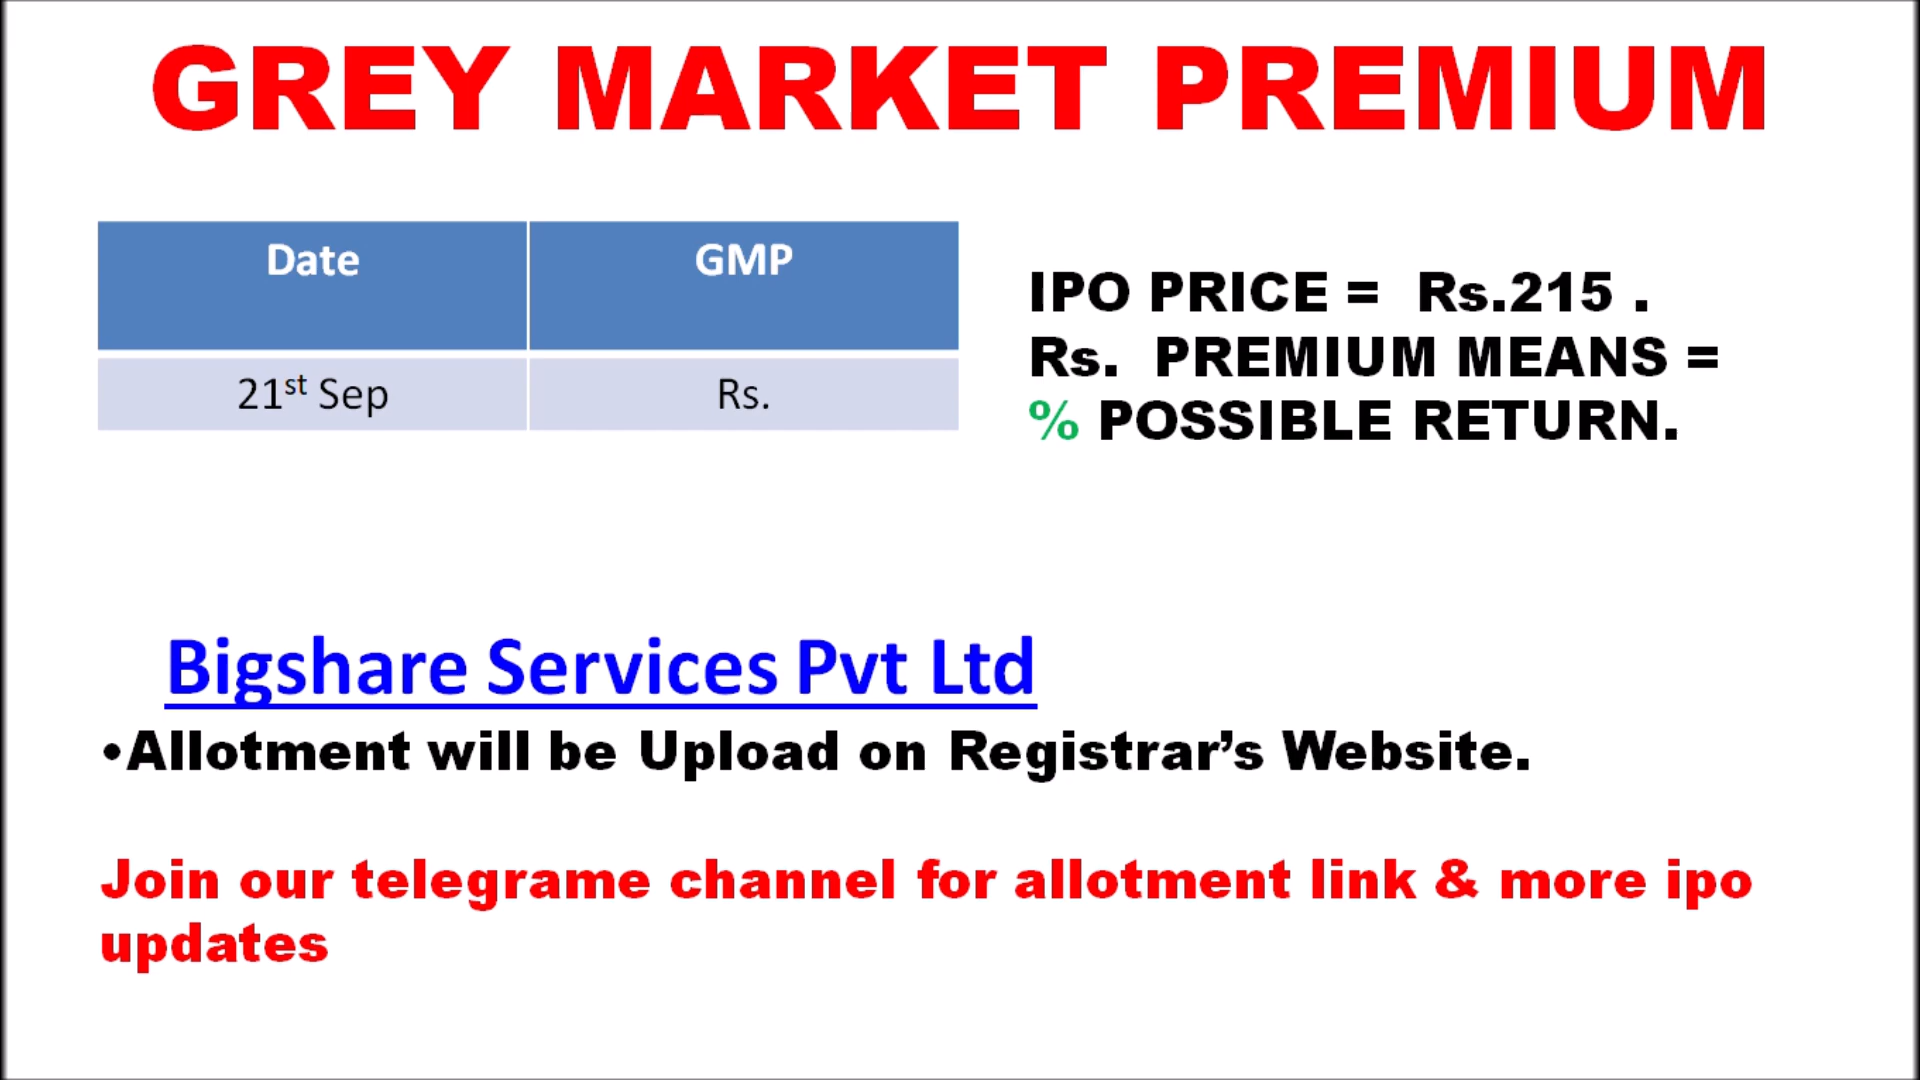 GREY MARKET PREMIUM
Date GMP
21st Sep Rs.
IPO PRICE = Rs.215 .
Rs. PREMIUM MEANS =
% POSSIBLE RETURN.
Bigshare Services Pvt Ltd
•Allotment will be Upload on Registrar’s Website.
Join our telegrame channel for allotment link & more ipo
updates